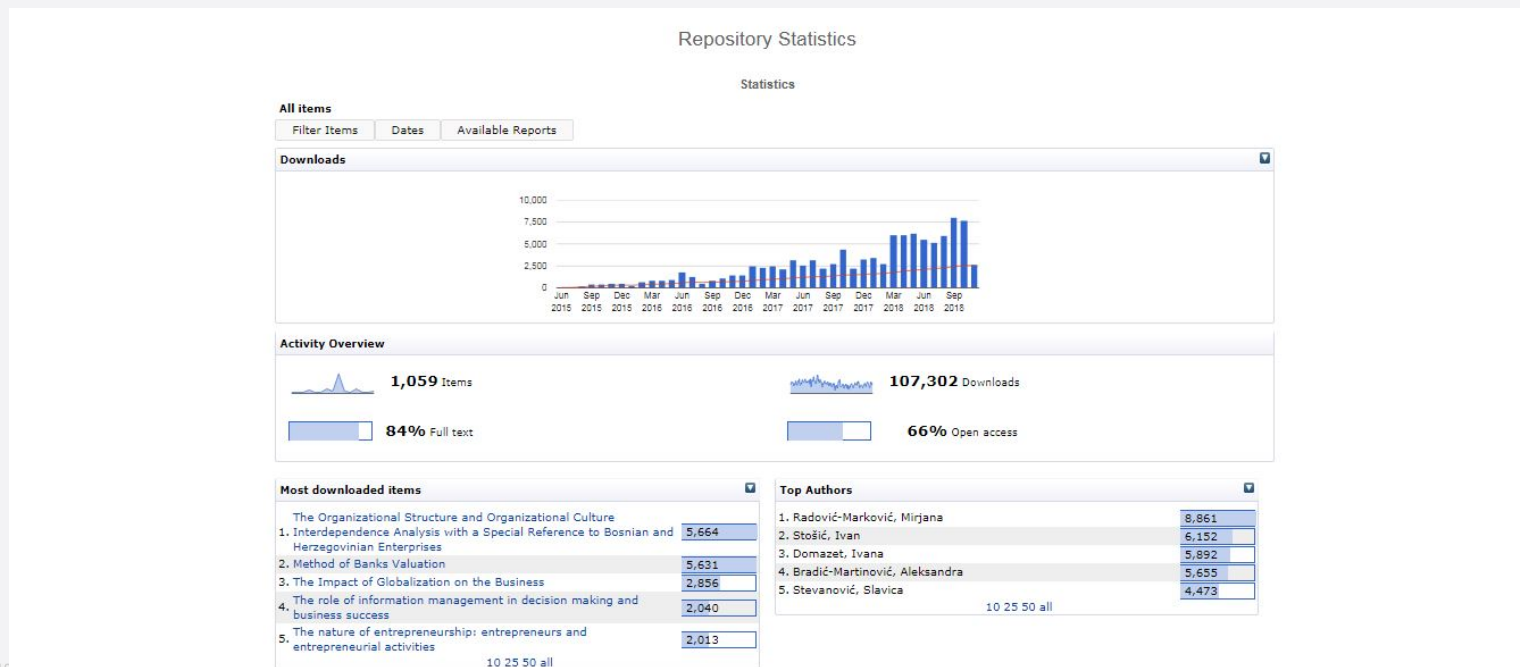 Repository Statistics
Statistics
All items
Filter Items Dates Available Reports
Downloads
10,000
7,500
5,000
2,500
0
Jun Sep Dec Mar Jun Sep Dec Mar Jun Sep Dec Mar Jun Sep
2015 2015 2015 2016 2016 2016 2016 2017 2017 2017 2017 2018 2018 2018
Activity Overview
1,059 Items
107,302 Downloads
84% Full text
66% Open access
Most downloaded items
The Organizational Structure and Organizational Culture
1. Interdependence Analysis with a Special Reference to Bosnian and 5,664
Herzegovinian Enterprises
2. Method of Banks Valuation 5,631
3. The Impact of Globalization on the Business 2,856
The role of information management in decision making and
4. business success 2,040
The nature of entrepreneurship: entrepreneurs and
5. entrepreneurial activities 2,013
10 25 50 all
Top Authors
1. Radović-Marković, Mirjana 8,861
2. Stošić, Ivan 6,152
3. Domazet, Ivana 5,892
4. Bradić-Martinović, Aleksandra 5,655
5. Stevanović, Slavica 4,473
10 25 50 all